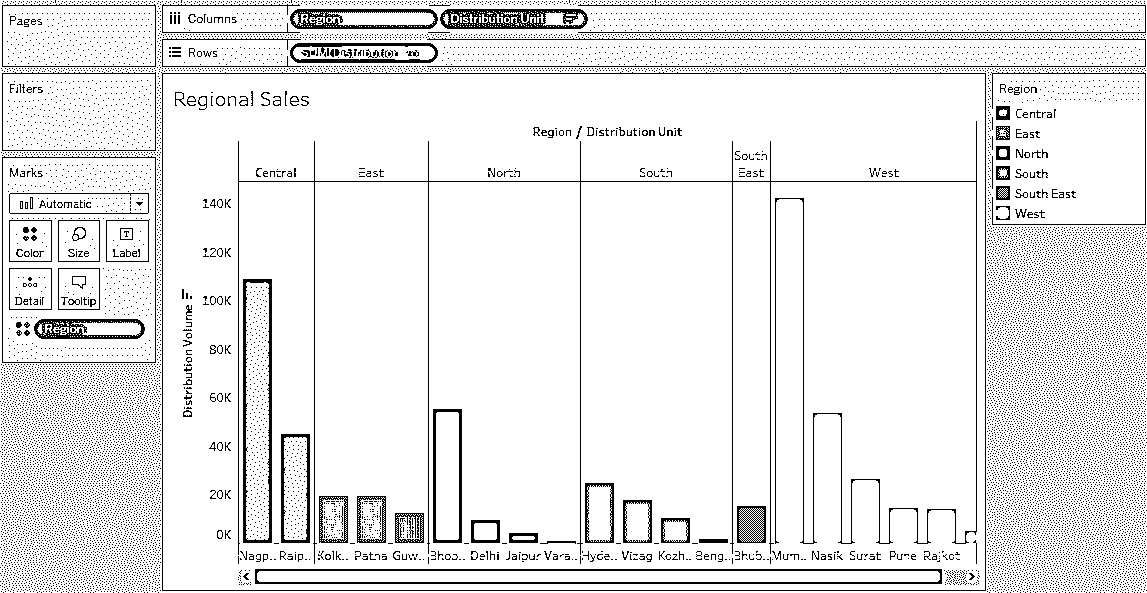 Pages
Columns
Region
Distribution Unit
Rows
Filters
Marks
Automatic
Color
Size
Label
Detail
Tooltip
Region
Regional Sales
Region / Distribution Unit
Central
East
North
South
South
East
West
Distribution Volume
140K
120K
100K
80K
60K
40K
20K
0K
Nagp.. Raip.. Kolk.. Patna Guw.. Bhop.. Delhi Jaipur Vara.. Hyde.. Vizag Kozh.. Beng.. Bhub.. Mum.. Nasik Surat Pune Rajkot
Region
Central
East
North
South
South East
West